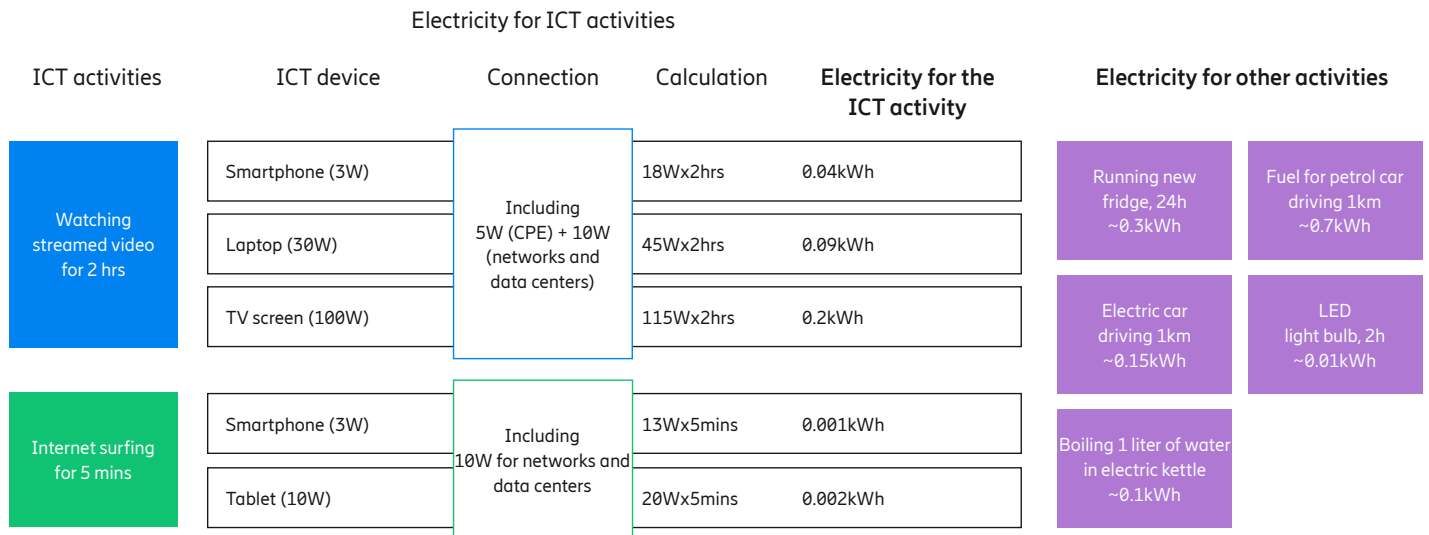 Electricity for ICT activities
ICT activities
ICT device
Connection
Calculation
Electricity for the
ICT activity
Electricity for other activities
Watching
streamed video
for 2 hrs
Smartphone (3W)
18Wx2hrs
0.04kWh
Laptop (30W)
45Wx2hrs
0.09kWh
TV screen (100W)
115Wx2hrs
0.2kWh
Including
5W (CPE) + 10W
(networks and
data centers)
Internet surfing
for 5 mins
Smartphone (3W)
13Wx5mins
0.001kWh
Tablet (10W)
20Wx5mins
0.002kWh
Including
10W for networks and
data centers
Running new
fridge, 24h
~0.3kWh
Fuel for petrol car
driving 1km
~0.7kWh
Electric car
driving 1km
~0.15kWh
LED
light bulb, 2h
~0.01kWh
Boiling 1 liter of water
in electric kettle
~0.1kWh